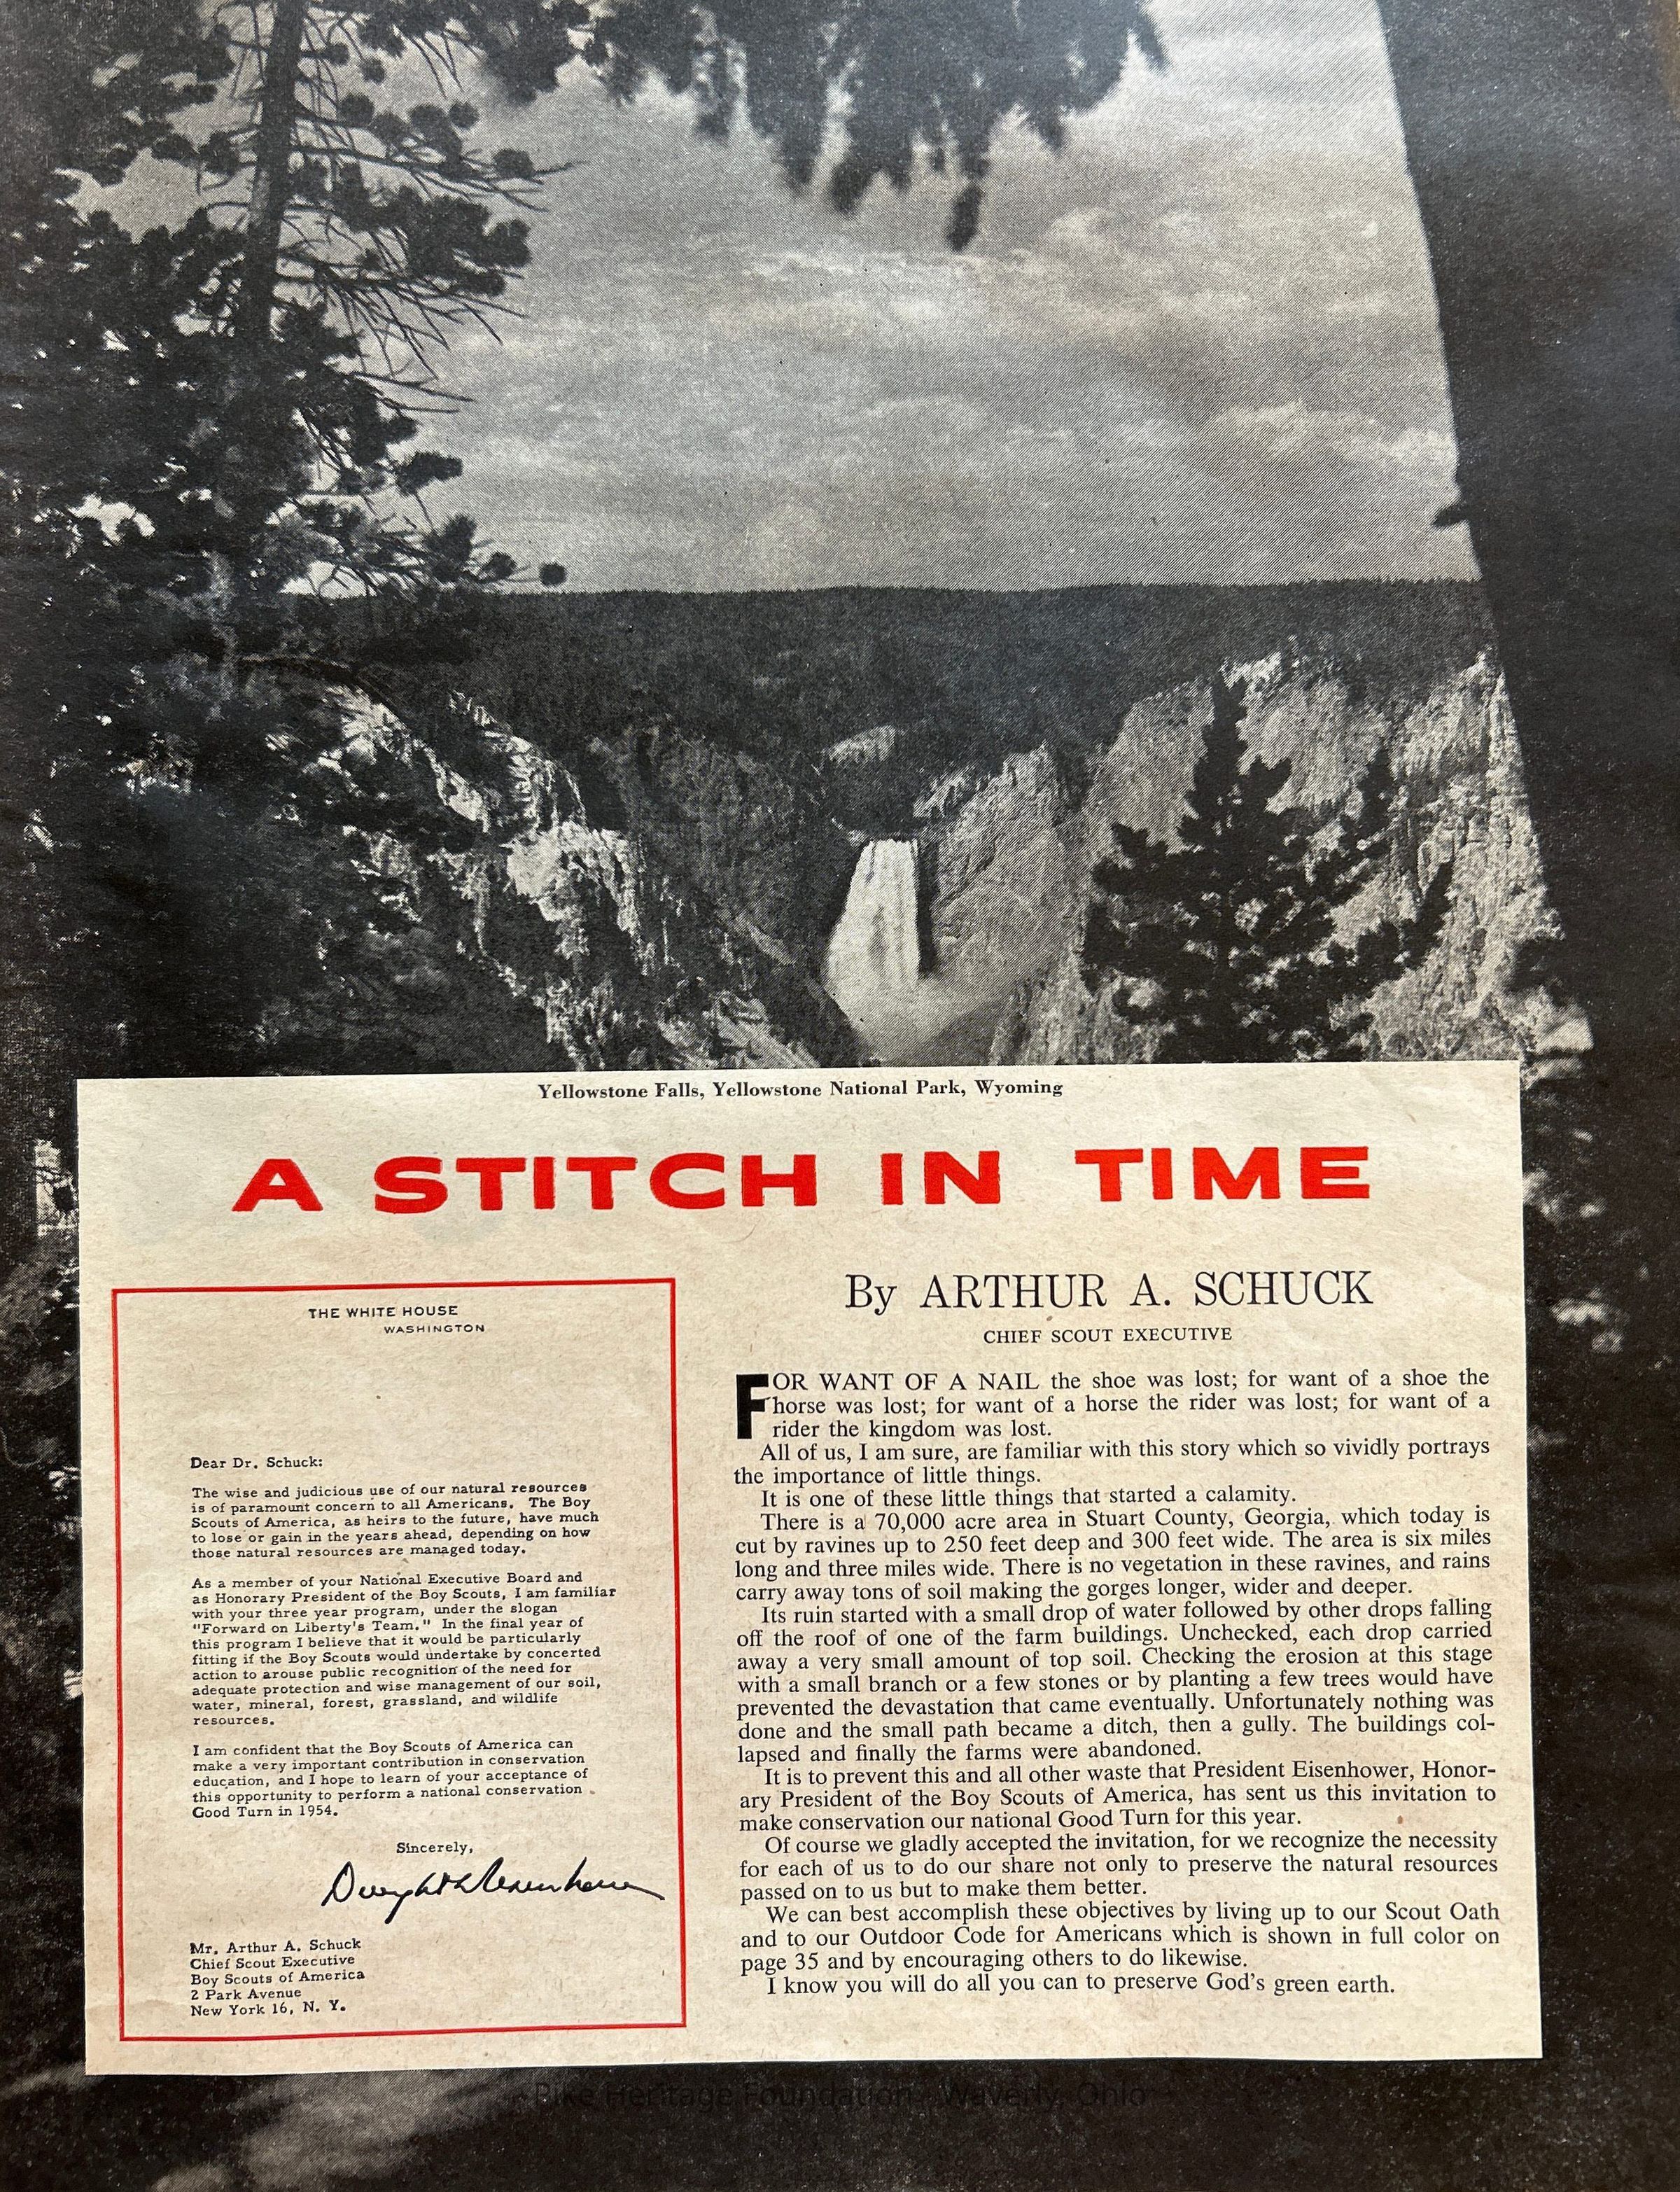 Yellowstone Falls, Yellowstone National Park, Wyoming
A STITCH IN TIME
THE WHITE HOUSE
WASHINGTON
Dear Dr. Schuck:
The wise and judicious use of our natural resources
is of paramount concern to all Americans. The Boy
Scouts of America, as heirs to the future, have much
to lose or gain in the years ahead, depending on how
those natural resources are managed today.
As a member of your National Executive Board and
as Honorary President of the Boy Scouts, I am familiar
with your three year program, under the slogan
"Forward on Liberty's Team." In the final year of
this program I believe that it would be particularly
fitting if the Boy Scouts would undertake by concerted
action to arouse public recognition of the need for
adequate protection and wise management of our soil,
water, mineral, forest, grassland, and wildlife
resources.
I am confident that the Boy Scouts of America can
make a very important contribution in conservation
education, and I hope to learn of your acceptance of
this opportunity to perform a national conservation
Good Turn in 1954.
Sincerely,
Dwight D Eisenhower
Mr. Arthur A. Schuck
Chief Scout Executive
Boy Scouts of America
2 Park Avenue
New York 16, N. Y.
By ARTHUR A. SCHUCK
CHIEF SCOUT EXECUTIVE
FOR WANT OF A NAIL the shoe was lost; for want of a shoe the
horse was lost; for want of a horse the rider was lost; for want of a
rider the kingdom was lost.
All of us, I am sure, are familiar with this story which so vividly portrays
the importance of little things.
It is one of these little things that started a calamity.
There is a 70,000 acre area in Stuart County, Georgia, which today is
cut by ravines up to 250 feet deep and 300 feet wide. The area is six miles
long and three miles wide. There is no vegetation in these ravines, and rains
carry away tons of soil making the gorges longer, wider and deeper.
Its ruin started with a small drop of water followed by other drops falling
off the roof of one of the farm buildings. Unchecked, each drop carried
away a very small amount of top soil. Checking the erosion at this stage
with a small branch or a few stones or by planting a few trees would have
prevented the devastation that came eventually. Unfortunately nothing was
done and the small path became a ditch, then a gully. The buildings col-
lapsed and finally the farms were abandoned.
It is to prevent this and all other waste that President Eisenhower, Honor-
ary President of the Boy Scouts of America, has sent us this invitation to
make conservation our national Good Turn for this year.
Of course we gladly accepted the invitation, for we recognize the necessity
for each of us to do our share not only to preserve the natural resources
passed on to us but to make them better.
We can best accomplish these objectives by living up to our Scout Oath
and to our Outdoor Code for Americans which is shown in full color on
page 35 and by encouraging others to do likewise.
I know you will do all you can to preserve God's green earth.
Pike Heritage Foundation - Waverly, Ohio